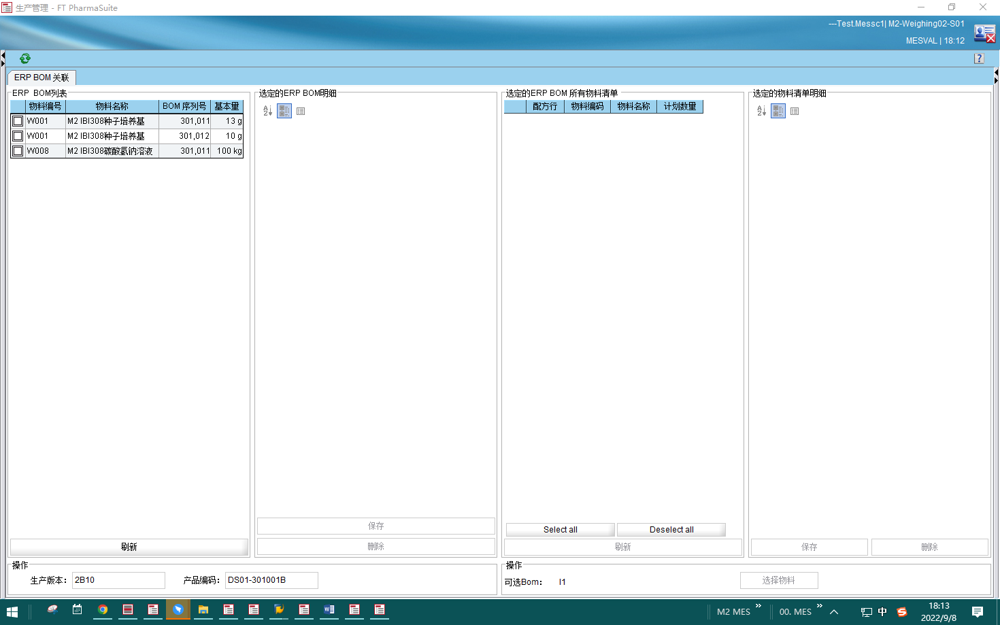 生产管理 - FT PharmaSuite
---Test.Messc1| M2-Weighing02-S01
MESVAL | 18:12
?
ERP BOM 关联
ERP BOM列表
物料编号 物料名称 BOM 序列号 基本量
W001 M2 IBI308种子培养基 301,011 13 g
W001 M2 IBI308种子培养基 301,012 10 g
W008 M2 IBI308碳酸氢钠溶液 301,011 100 kg
刷新
选定的ERP BOM明细
保存
删除
选定的ERP BOM 所有物料清单
配方行 物料编码 物料名称 计划数量
Select all Deselect all
刷新
选定的物料清单明细
保存 删除
操作
生产版本: 2B10 产品编码: DS01-301001B
操作
可选Bom: I1 选择物料
M2 MES » 00. MES » 中
18:13
2022/9/8